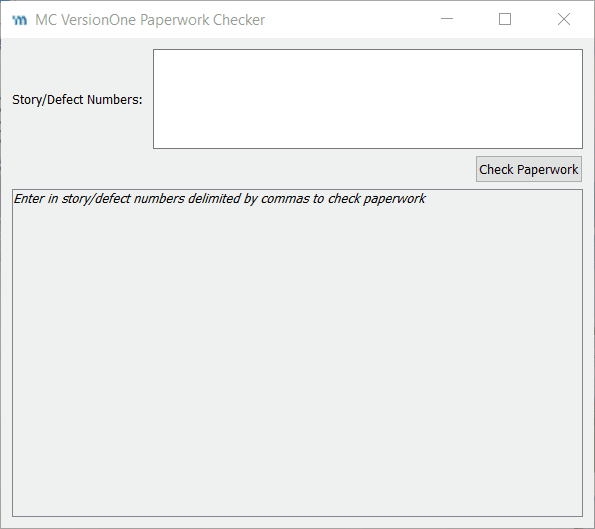 MC VersionOne Paperwork Checker
Story/Defect Numbers:
Check Paperwork
Enter in story/defect numbers delimited by commas to check paperwork